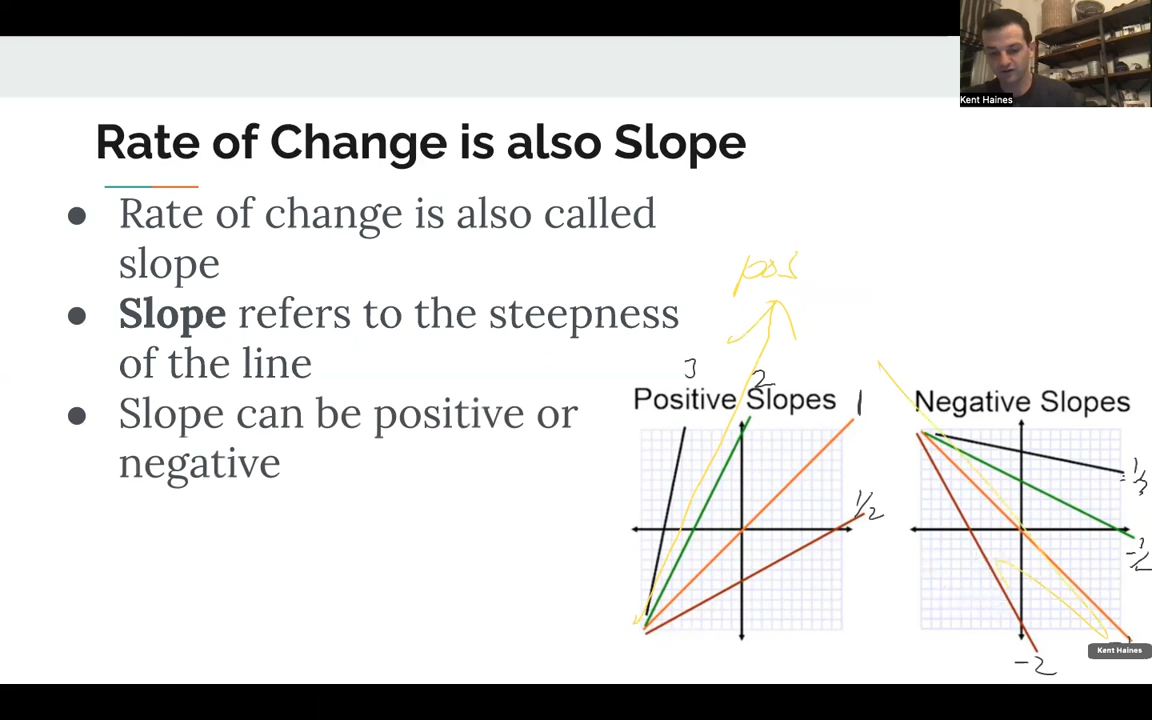 Kent Haines
Rate of Change is also Slope
● Rate of change is also called
slope
● Slope refers to the steepness
of the line
● Slope can be positive or
negative
pos
3
2
Positive Slopes
1
1/2
Negative Slopes
-1/2
-2
Kent Haines